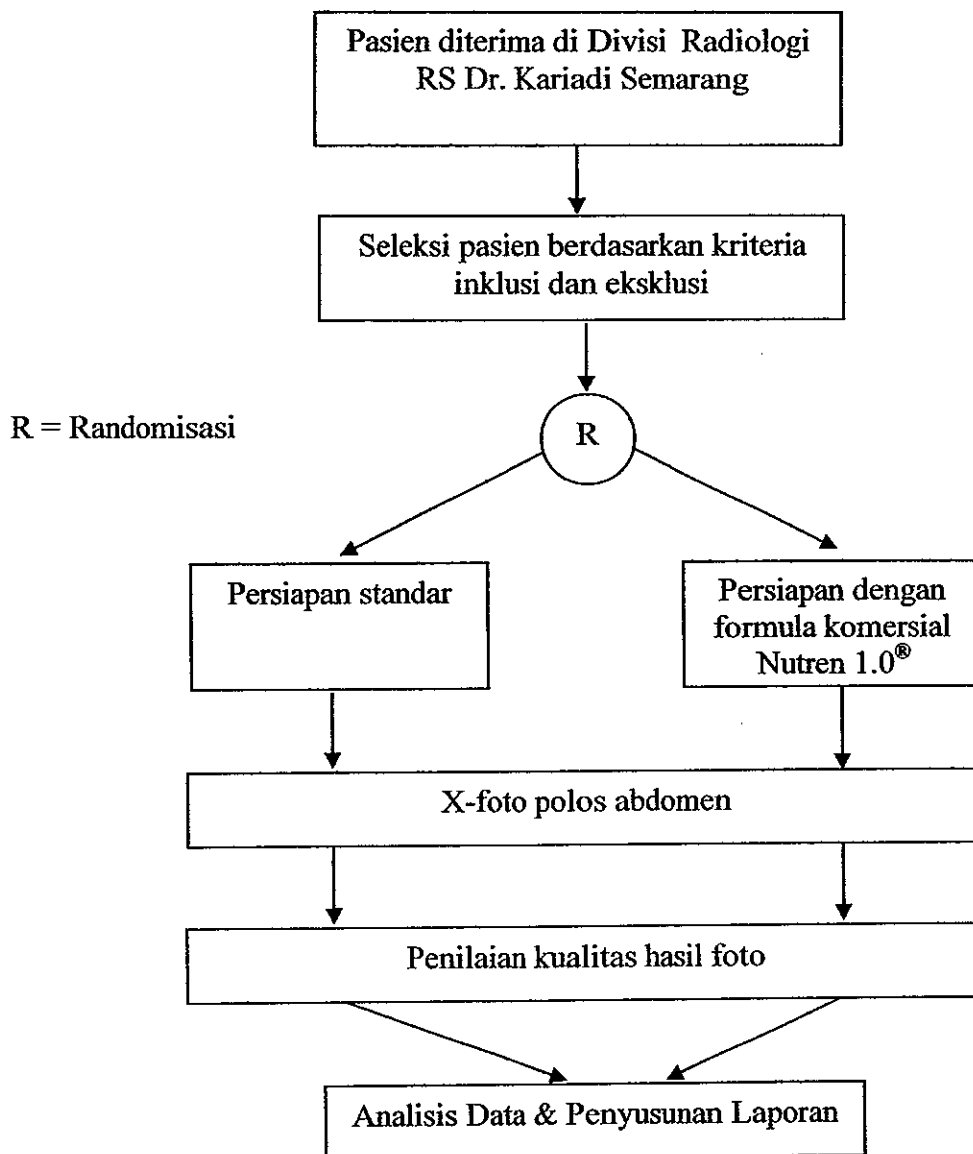 Pasien diterima di Divisi Radiologi
RS Dr. Kariadi Semarang
Seleksi pasien berdasarkan kriteria
inklusi dan eksklusi
R = Randomisasi
R
Persiapan standar
Persiapan dengan
formula komersial
Nutren 1.0®
X-foto polos abdomen
Penilaian kualitas hasil foto
Analisis Data & Penyusunan Laporan